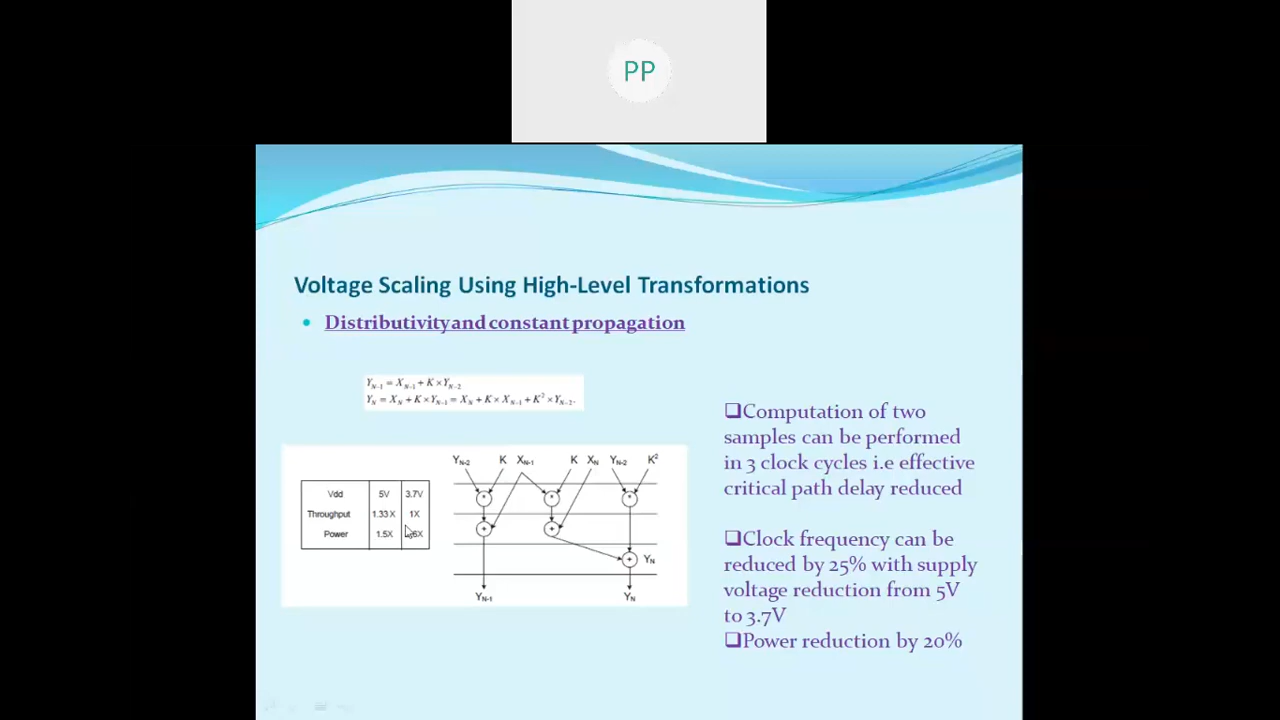 PP
Voltage Scaling Using High-Level Transformations
• Distributivity and constant propagation
Y_{N-1} = X_{N-1} + K × Y_{N-2}
Y_N = X_N + K × Y_{N-1} = X_N + K × X_{N-1} + K² × Y_{N-2}.
❑Computation of two
samples can be performed
in 3 clock cycles i.e effective
critical path delay reduced
❑Clock frequency can be
reduced by 25% with supply
voltage reduction from 5V
to 3.7V
❑Power reduction by 20%
Vdd 5V 3.7V
Throughput 1.33 X 1X
Power 1.5X
Y_{N-2} K X_{N-1} K X_N Y_{N-2} K²
* * *
+ +
+ Y_N
Y_{N-1} Y_N